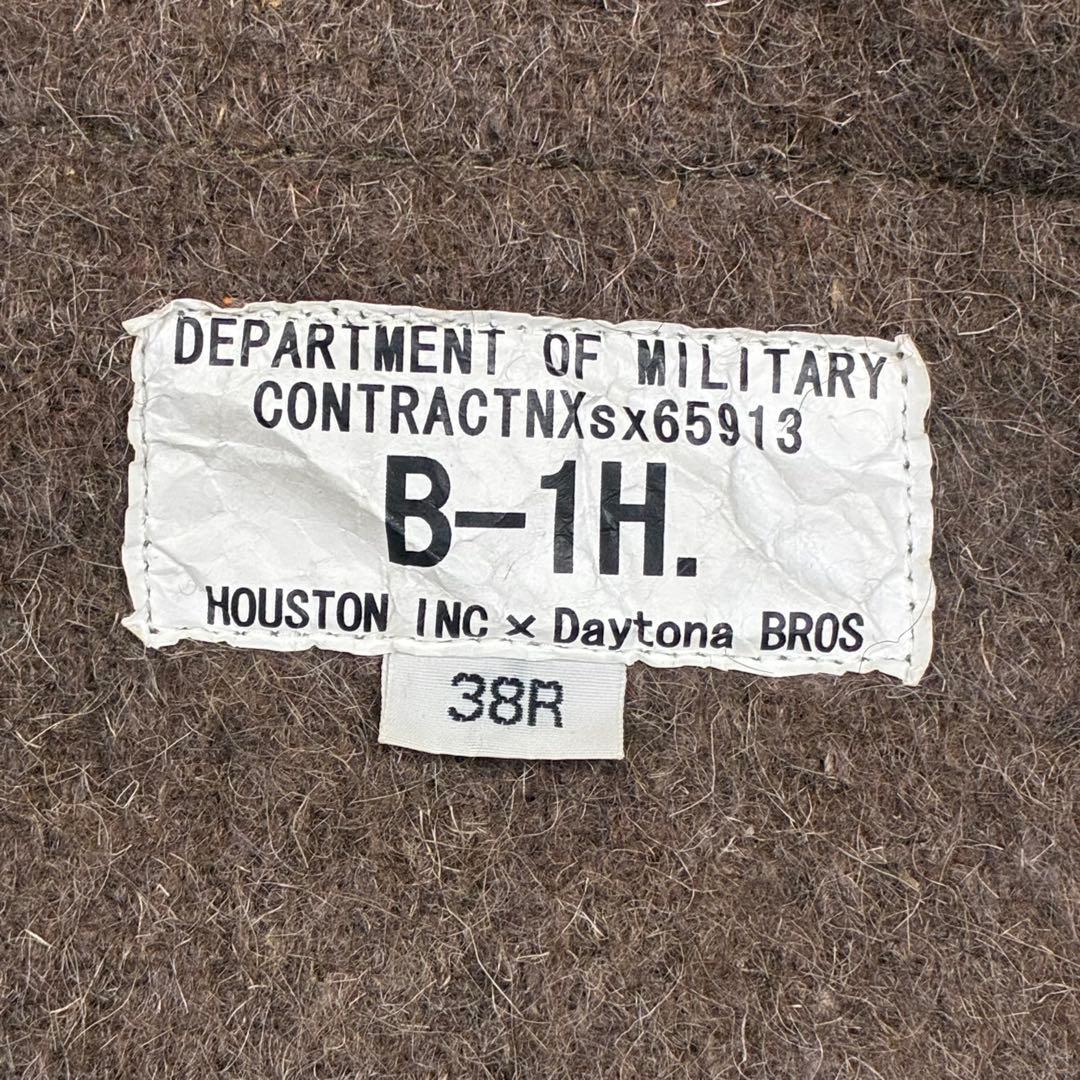 DEPARTMENT OF MILITARY
CONTRACTNXsx65913
B-1H.
HOUSTON INC × Daytona BROS
38R